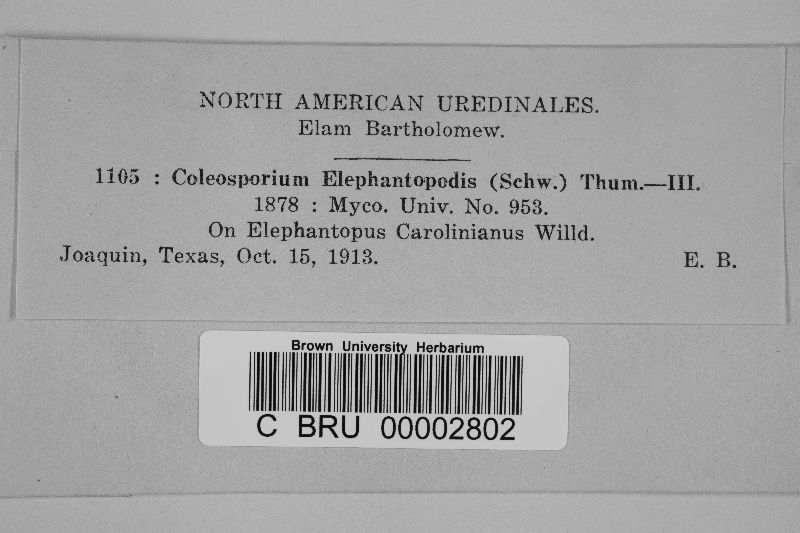 NORTH AMERICAN UREDINALES.
Elam Bartholomew.
1105 : Coleosporium Elephantopodis (Schw.) Thum.—III.
1878 : Myco. Univ. No. 953.
On Elephantopus Carolinianus Willd.
Joaquin, Texas, Oct. 15, 1913. E. B.
Brown University Herbarium
C BRU 00002802